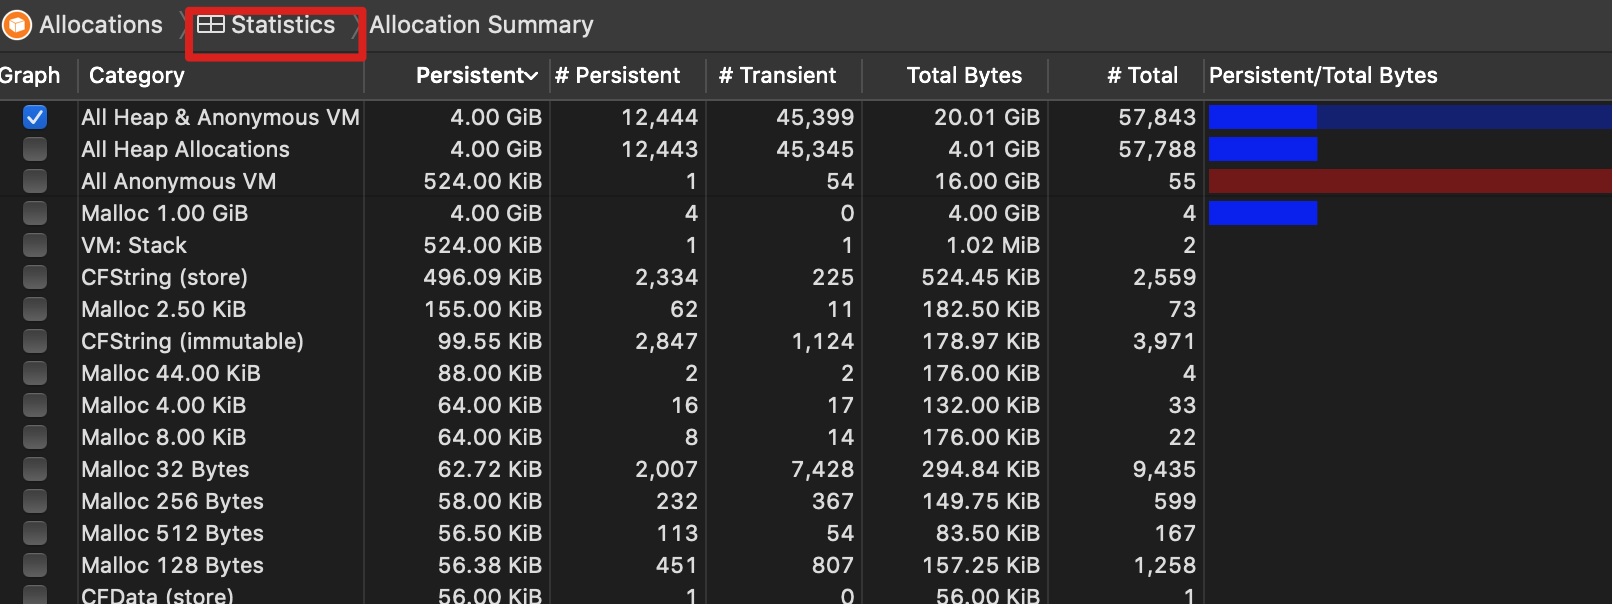 Allocations Statistics Allocation Summary
Graph Category Persistent # Persistent # Transient Total Bytes # Total Persistent/Total Bytes
All Heap & Anonymous VM 4.00 GiB 12,444 45,399 20.01 GiB 57,843
All Heap Allocations 4.00 GiB 12,443 45,345 4.01 GiB 57,788
All Anonymous VM 524.00 KiB 1 54 16.00 GiB 55
Malloc 1.00 GiB 4.00 GiB 4 0 4.00 GiB 4
VM: Stack 524.00 KiB 1 1 1.02 MiB 2
CFString (store) 496.09 KiB 2,334 225 524.45 KiB 2,559
Malloc 2.50 KiB 155.00 KiB 62 11 182.50 KiB 73
CFString (immutable) 99.55 KiB 2,847 1,124 178.97 KiB 3,971
Malloc 44.00 KiB 88.00 KiB 2 2 176.00 KiB 4
Malloc 4.00 KiB 64.00 KiB 16 17 132.00 KiB 33
Malloc 8.00 KiB 64.00 KiB 8 14 176.00 KiB 22
Malloc 32 Bytes 62.72 KiB 2,007 7,428 294.84 KiB 9,435
Malloc 256 Bytes 58.00 KiB 232 367 149.75 KiB 599
Malloc 512 Bytes 56.50 KiB 113 54 83.50 KiB 167
Malloc 128 Bytes 56.38 KiB 451 807 157.25 KiB 1,258
CFData (store) 56.00 KiB 1 0 56.00 KiB 1